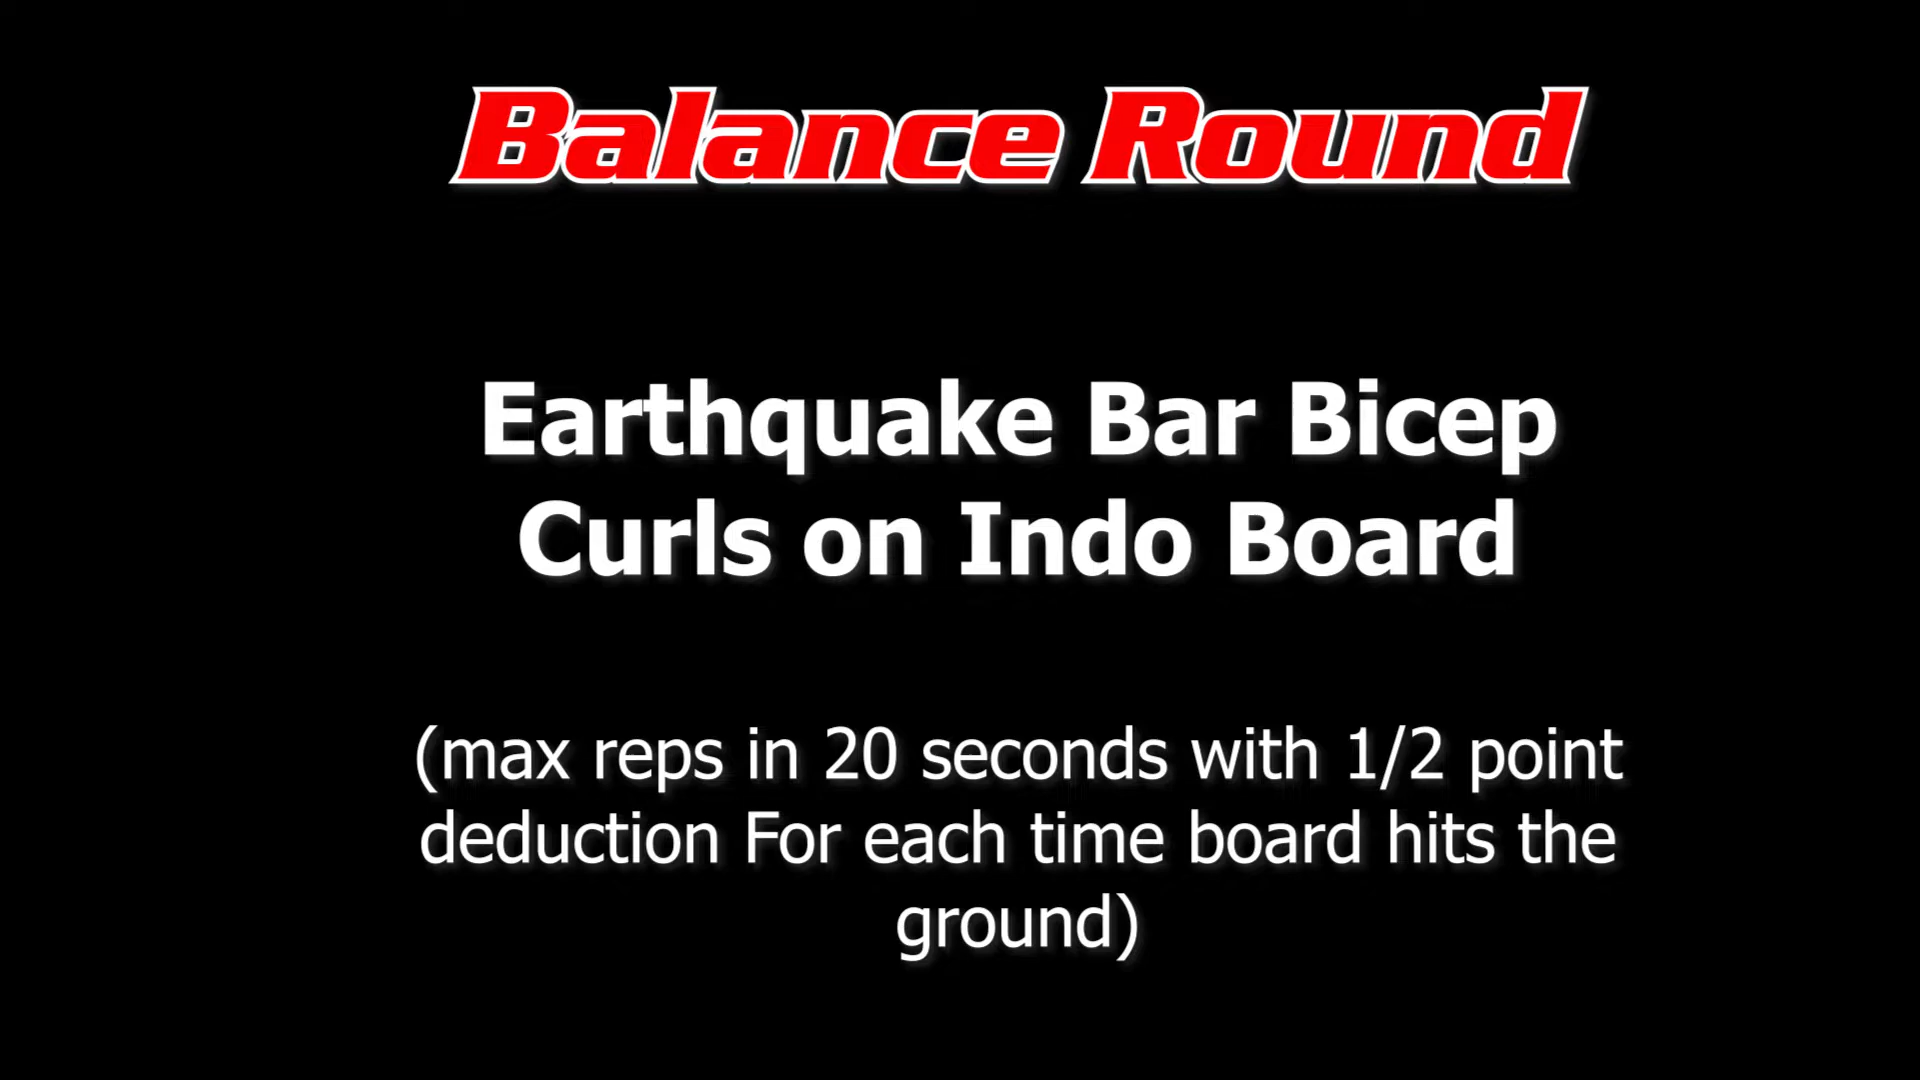 Balance Round
Earthquake Bar Bicep
Curls on Indo Board
(max reps in 20 seconds with 1/2 point
deduction For each time board hits the
ground)